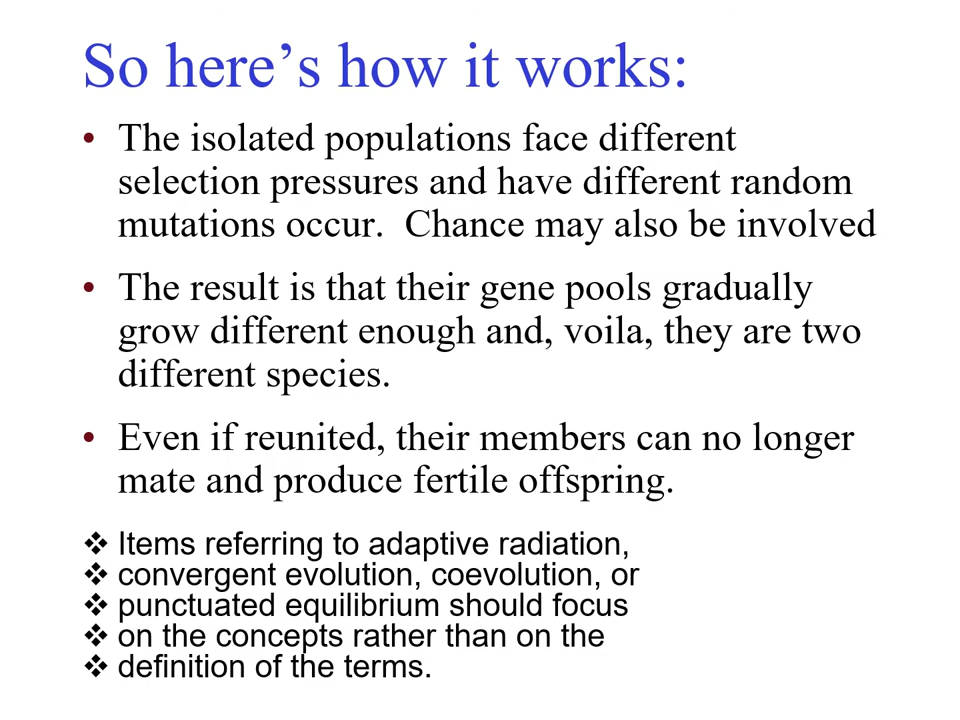 So here’s how it works:
• The isolated populations face different
selection pressures and have different random
mutations occur.  Chance may also be involved
• The result is that their gene pools gradually
grow different enough and, voila, they are two
different species.
• Even if reunited, their members can no longer
mate and produce fertile offspring.
❖ Items referring to adaptive radiation,
❖ convergent evolution, coevolution, or
❖ punctuated equilibrium should focus
❖ on the concepts rather than on the
❖ definition of the terms.